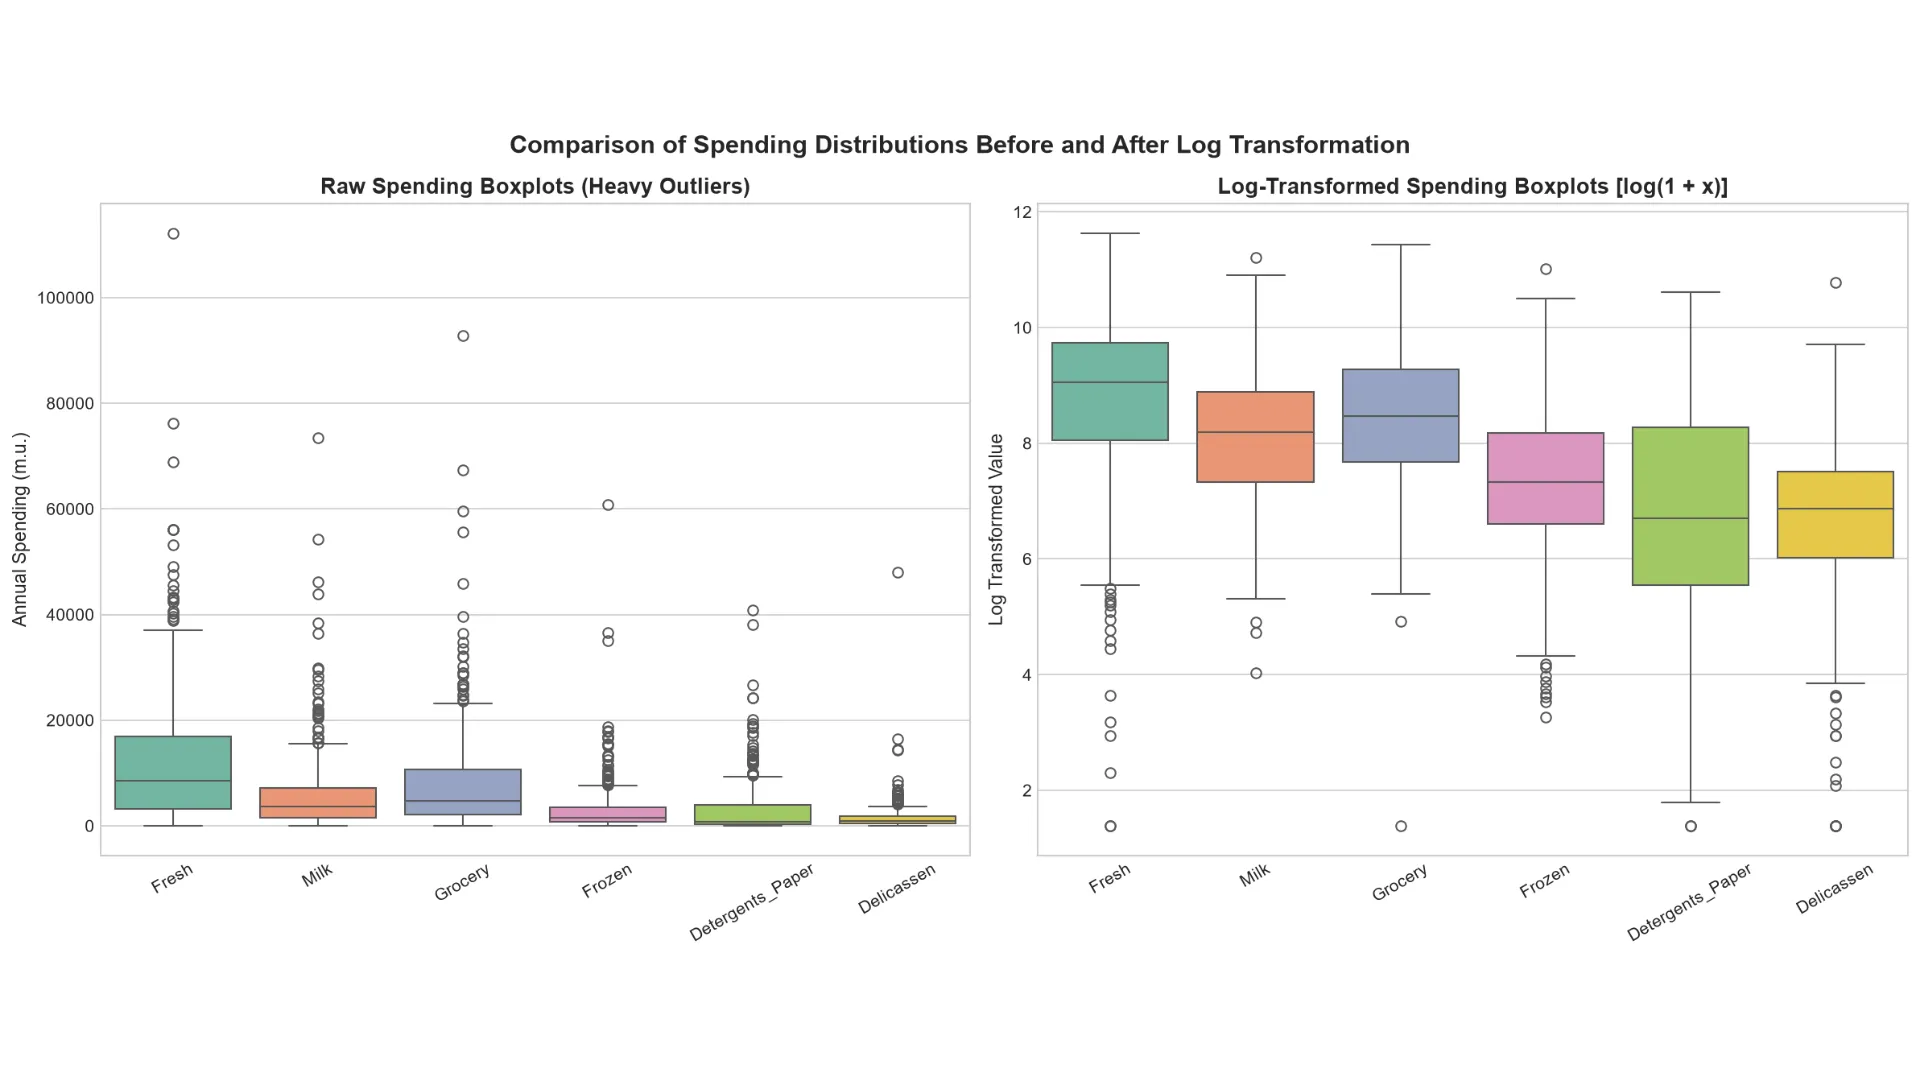 Comparison of Spending Distributions Before and After Log Transformation
Raw Spending Boxplots (Heavy Outliers)
Annual Spending (m.u.)
100000
80000
60000
40000
20000
0
Fresh
Milk
Grocery
Frozen
Detergents_Paper
Delicassen
Log-Transformed Spending Boxplots [log(1 + x)]
Log Transformed Value
12
10
8
6
4
2
Fresh
Milk
Grocery
Frozen
Detergents_Paper
Delicassen